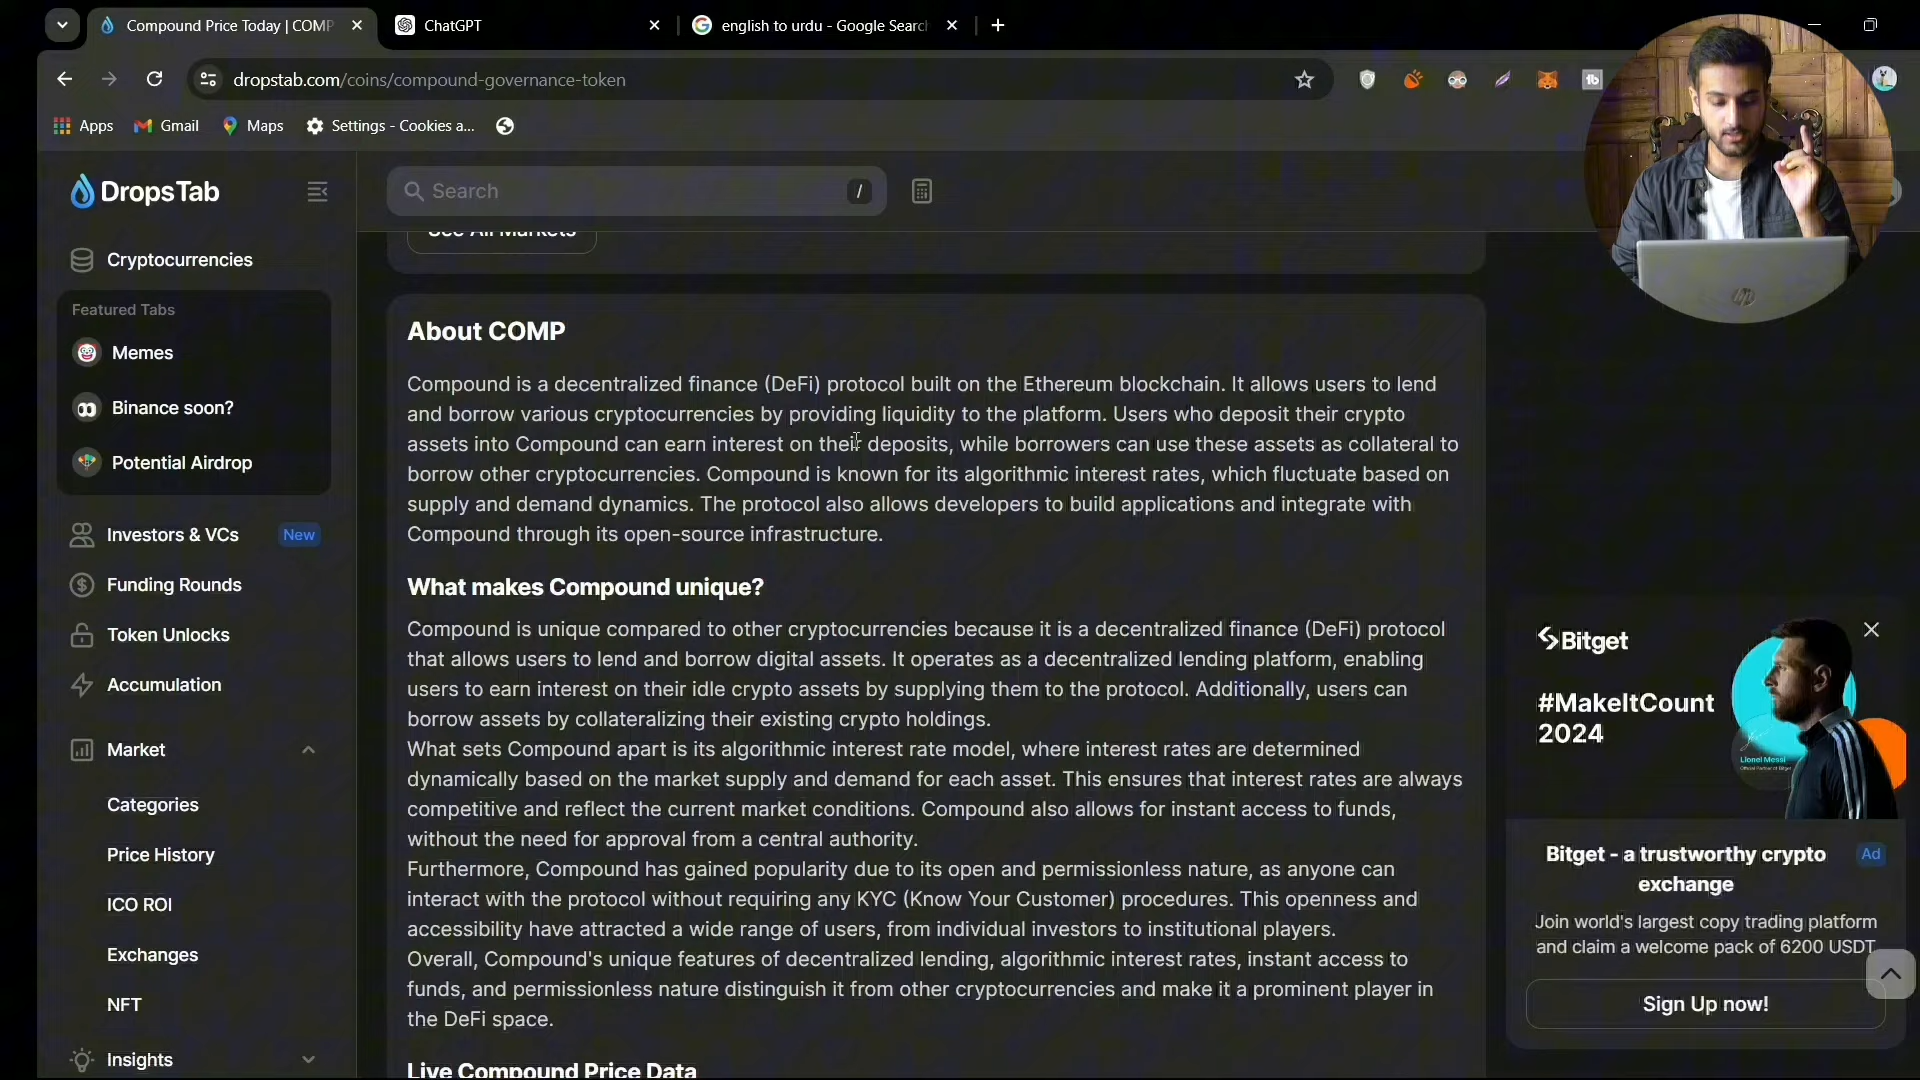 Compound Price Today | COMP
ChatGPT
english to urdu - Google Search
dropstab.com/coins/compound-governance-token
Apps
Gmail
Maps
Settings - Cookies a...
DropsTab
Search
/
Cryptocurrencies
Featured Tabs
Memes
Binance soon?
Potential Airdrop
Investors & VCs
New
Funding Rounds
Token Unlocks
Accumulation
Market
Categories
Price History
ICO ROI
Exchanges
NFT
Insights
See All Markets
About COMP
Compound is a decentralized finance (DeFi) protocol built on the Ethereum blockchain. It allows users to lend
and borrow various cryptocurrencies by providing liquidity to the platform. Users who deposit their crypto
assets into Compound can earn interest on their deposits, while borrowers can use these assets as collateral to
borrow other cryptocurrencies. Compound is known for its algorithmic interest rates, which fluctuate based on
supply and demand dynamics. The protocol also allows developers to build applications and integrate with
Compound through its open-source infrastructure.
What makes Compound unique?
Compound is unique compared to other cryptocurrencies because it is a decentralized finance (DeFi) protocol
that allows users to lend and borrow digital assets. It operates as a decentralized lending platform, enabling
users to earn interest on their idle crypto assets by supplying them to the protocol. Additionally, users can
borrow assets by collateralizing their existing crypto holdings.
What sets Compound apart is its algorithmic interest rate model, where interest rates are determined
dynamically based on the market supply and demand for each asset. This ensures that interest rates are always
competitive and reflect the current market conditions. Compound also allows for instant access to funds,
without the need for approval from a central authority.
Furthermore, Compound has gained popularity due to its open and permissionless nature, as anyone can
interact with the protocol without requiring any KYC (Know Your Customer) procedures. This openness and
accessibility have attracted a wide range of users, from individual investors to institutional players.
Overall, Compound's unique features of decentralized lending, algorithmic interest rates, instant access to
funds, and permissionless nature distinguish it from other cryptocurrencies and make it a prominent player in
the DeFi space.
Live Compound Price Data
Bitget
#MakeItCount
2024
Lionel Messi
Bitget - a trustworthy crypto
exchange
Ad
Join world's largest copy trading platform
and claim a welcome pack of 6200 USDT
Sign Up now!
hp